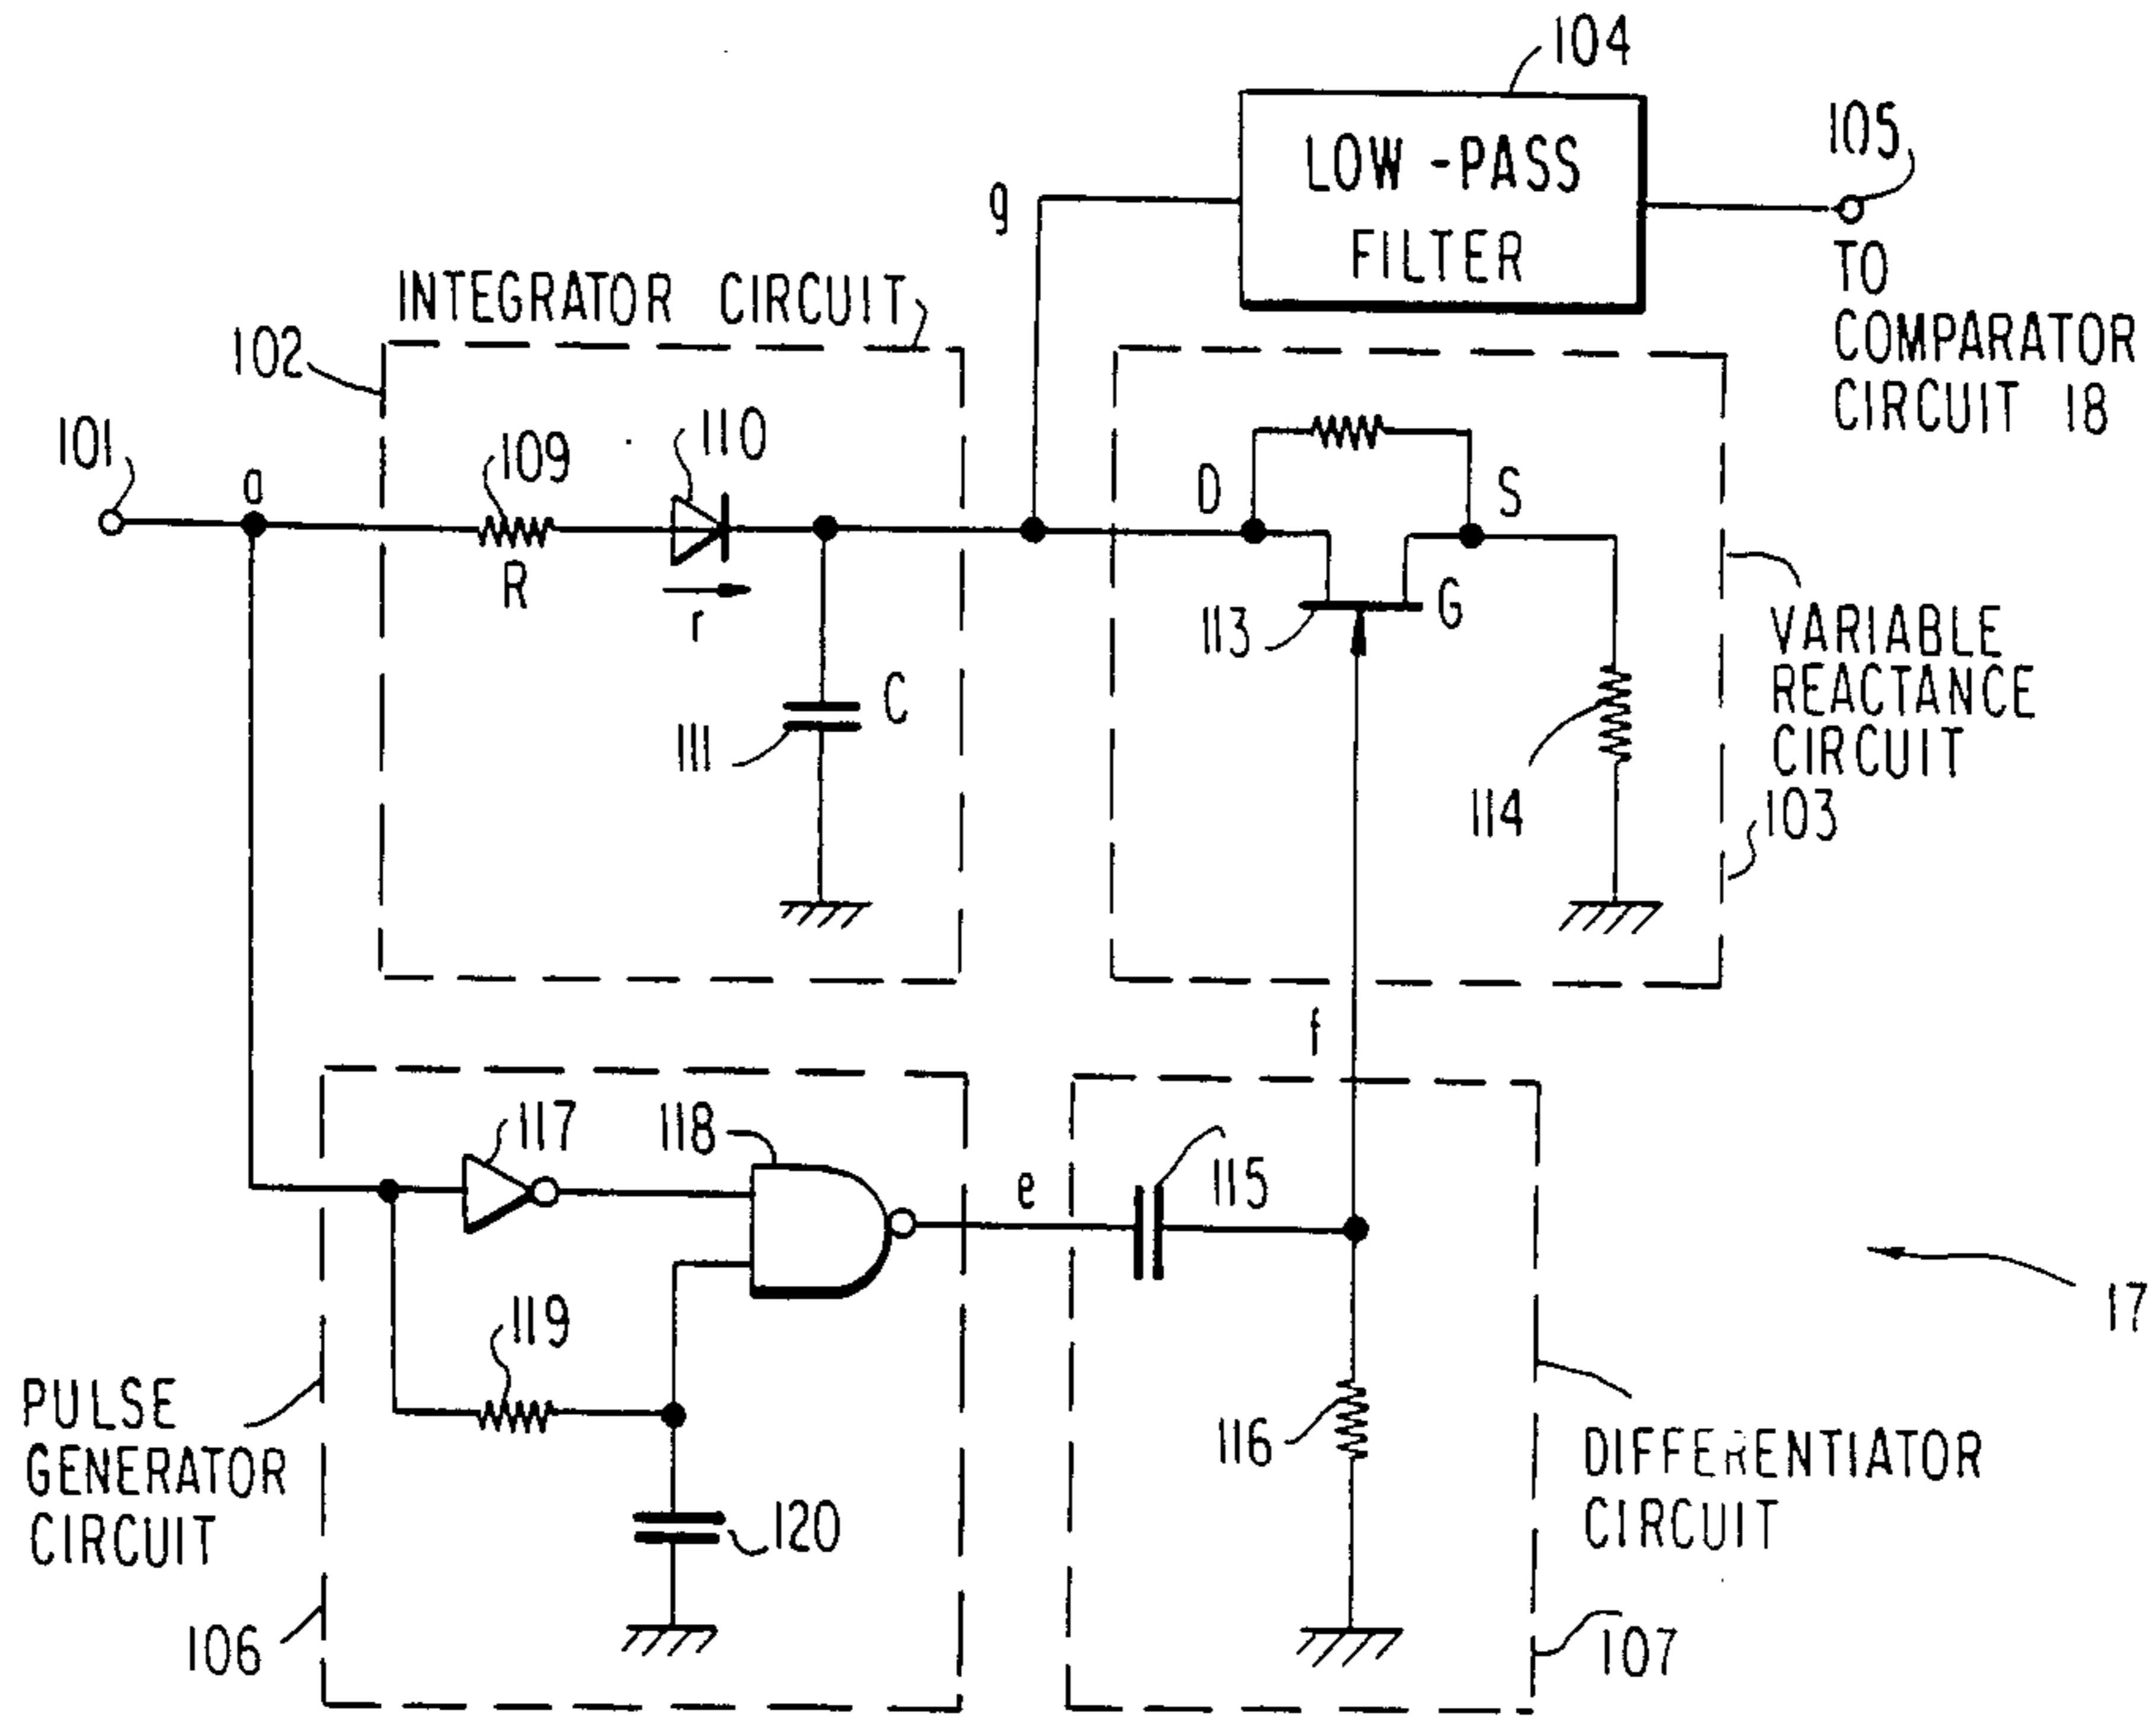 104
LOW -PASS
FILTER
105
TO
COMPARATOR
CIRCUIT 18
g
INTEGRATOR CIRCUIT
102
101
a
109
R
110
r
C
111
D
S
G
113
114
VARIABLE
REACTANCE
CIRCUIT
103
f
117
118
e
115
119
120
116
17
PULSE
GENERATOR
CIRCUIT
106
DIFFERENTIATOR
CIRCUIT
107